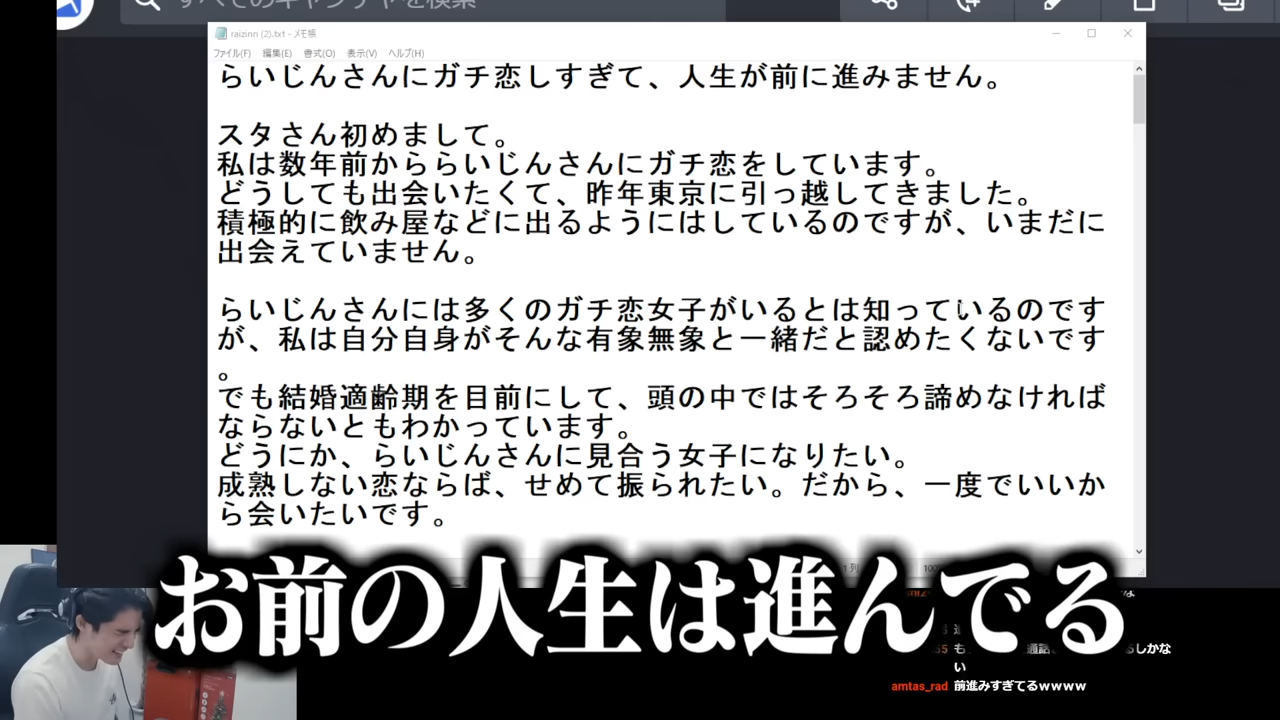 すべてのキャプチャを検索
raizinn (2).txt - メモ帳
ファイル(F) 編集(E) 書式(O) 表示(V) ヘルプ(H)
らいじんさんにガチ恋しすぎて、人生が前に進みません。
スタさん初めまして。
私は数年前かららいじんさんにガチ恋をしています。
どうしても出会いたくて、昨年東京に引っ越してきました。
積極的に飲み屋などに出るようにはしているのですが、いまだに
出会えていません。
らいじんさんには多くのガチ恋女子がいるとは知っているのです
が、私は自分自身がそんな有象無象と一緒だと認めたくないです
。
でも結婚適齢期を目前にして、頭の中ではそろそろ諦めなければ
ならないともわかっています。
どうにか、らいじんさんに見合う女子になりたい。
成熟しない恋ならば、せめて振られたい。だから、一度でいいか
ら会いたいです。
お前の人生は進んでる
しかな
い
amtas_rad 前進みすぎてるwwww